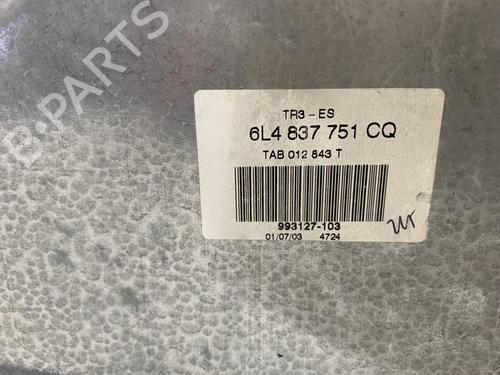 B-PARTS
TR3-ES
6L4 837 751 CQ
TAB 012 843 T
993127-103
01/07/03 4724